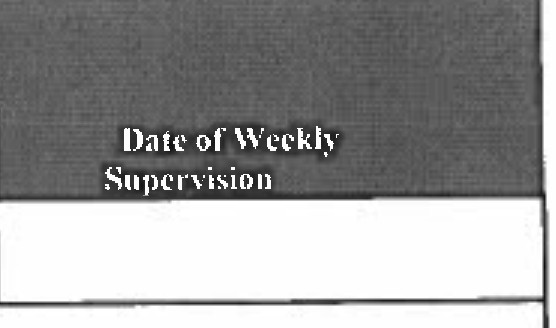 Date of Weekly
Supervision